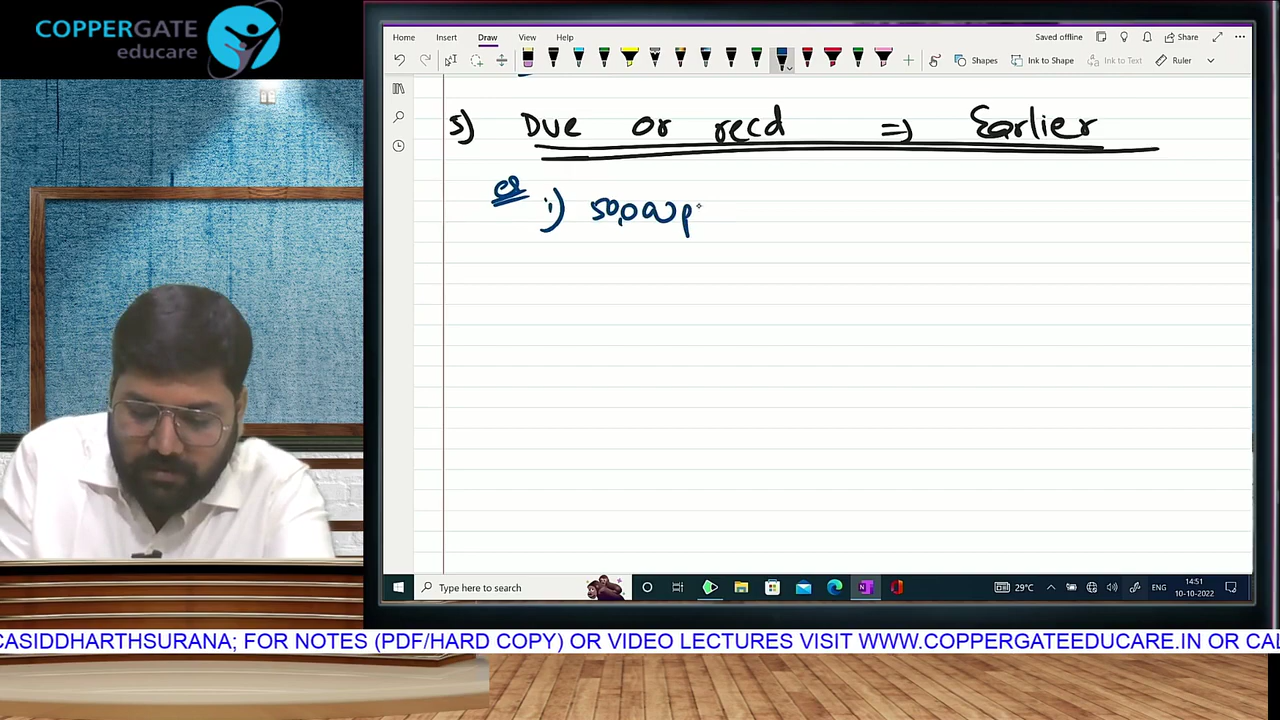 COPPERGATE
educare
Home Insert Draw View Help
Saved offline
Share
Shapes
Ink to Shape
Ink to Text
Ruler
5) Due or recd => Earlier
eg i) 50,000 p
Type here to search
29°C
ENG
14:51
10-10-2022
CASIDDHARTHSURANA; FOR NOTES (PDF/HARD COPY) OR VIDEO LECTURES VISIT WWW.COPPERGATEEDUCARE.IN OR CAL